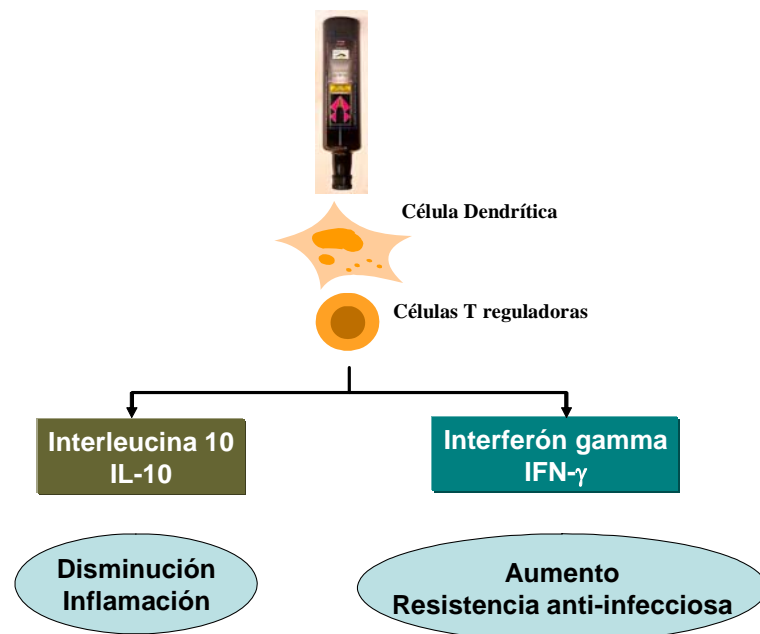 Célula Dendrítica
Células T reguladoras
Interleucina 10
IL-10
Interferón gamma
IFN-γ
Disminución
Inflamación
Aumento
Resistencia anti-infecciosa